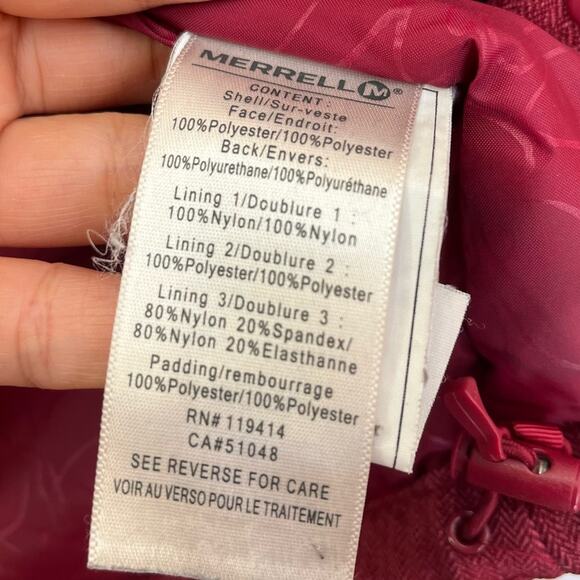 MERRELL M®
CONTENT:
Shell/Sur-veste
Face/Endroit:
100%Polyester/100%Polyester
Back/Envers:
100%Polyurethane/100%Polyuréthane
Lining 1/Doublure 1 :
100%Nylon/100%Nylon
Lining 2/Doublure 2 :
100%Polyester/100%Polyester
Lining 3/Doublure 3 :
80%Nylon 20%Spandex/
80%Nylon 20%Elasthanne
Padding/rembourrage
100%Polyester/100%Polyester
RN# 119414
CA#51048
SEE REVERSE FOR CARE
VOIR AU VERSO POUR LE TRAITEMENT